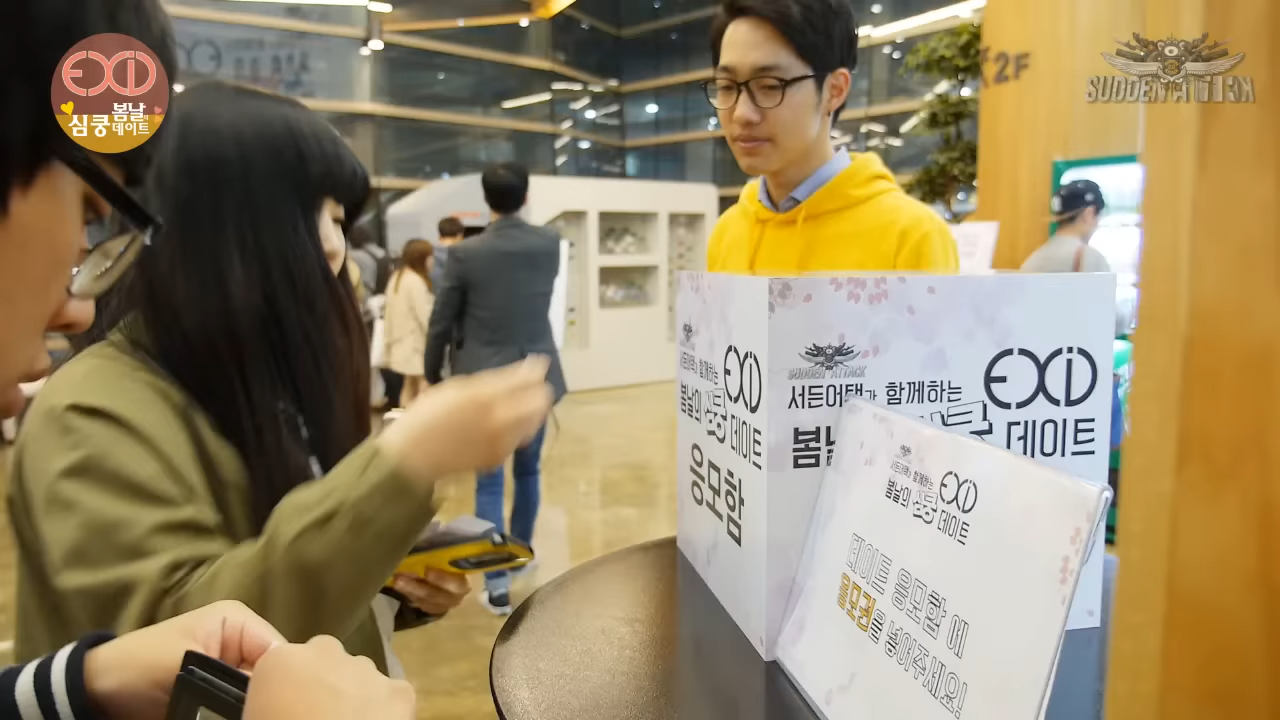 EXID
봄날의
심쿵 데이트
SUDDEN ATTACK
2F
서든어택과 함께하는
EXID
봄날의 심쿵 데이트
응모함
SUDDEN ATTACK
서든어택과 함께하는
EXID
봄날 심쿵 데이트
서든어택과 함께하는
EXID
봄날의 심쿵 데이트
데이트 응모함 에
응모권을 넣어주세요!